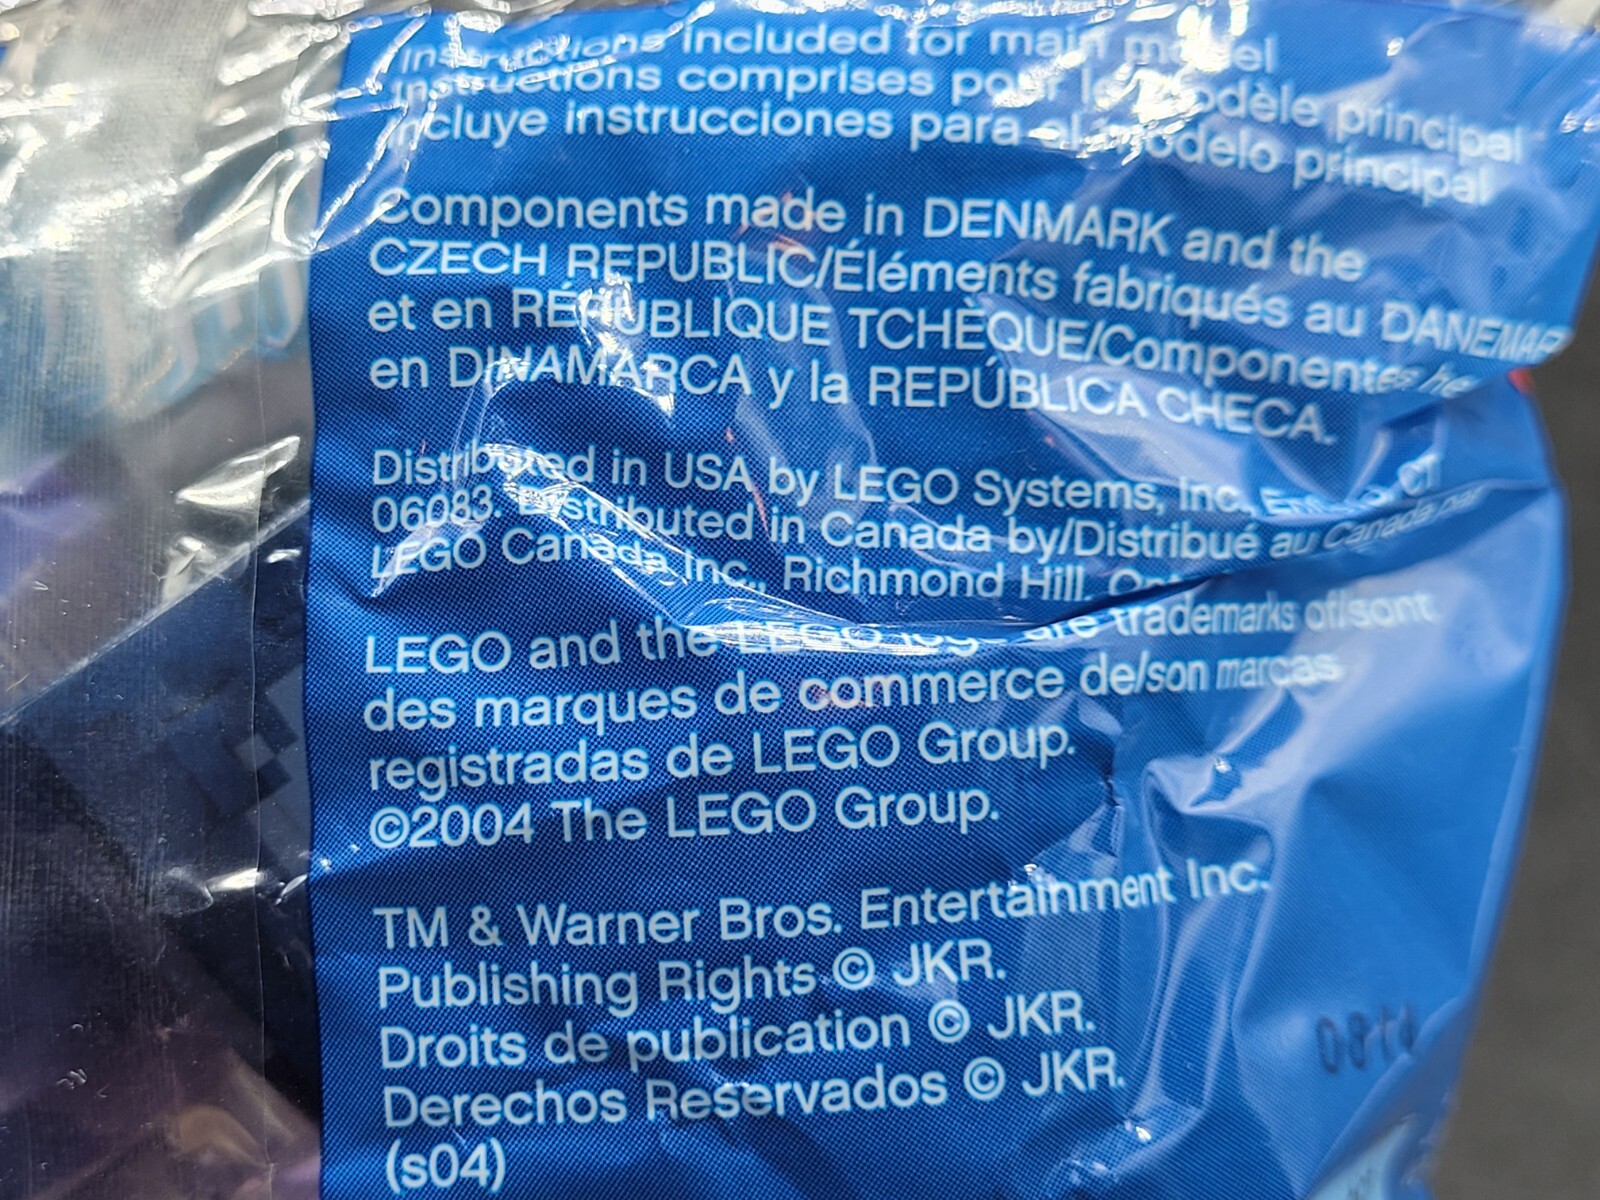 Instructions included for main model
Instructions comprises pour le modèle principal
Incluye instrucciones para el modelo principal
Components made in DENMARK and the
CZECH REPUBLIC/Éléments fabriqués au DANEMAR
et en RÉPUBLIQUE TCHÈQUE/Componentes he
en DINAMARCA y la REPÚBLICA CHECA.
Distributed in USA by LEGO Systems, Inc. CT
06083. Distributed in Canada by/Distribué au Canada par
LEGO Canada Inc., Richmond Hill.
LEGO and the LEGO logo are trademarks of/sont
des marques de commerce de/son marcas
registradas de LEGO Group.
©2004 The LEGO Group.
TM & Warner Bros. Entertainment Inc.
Publishing Rights © JKR.
Droits de publication © JKR.
Derechos Reservados © JKR.
(s04)